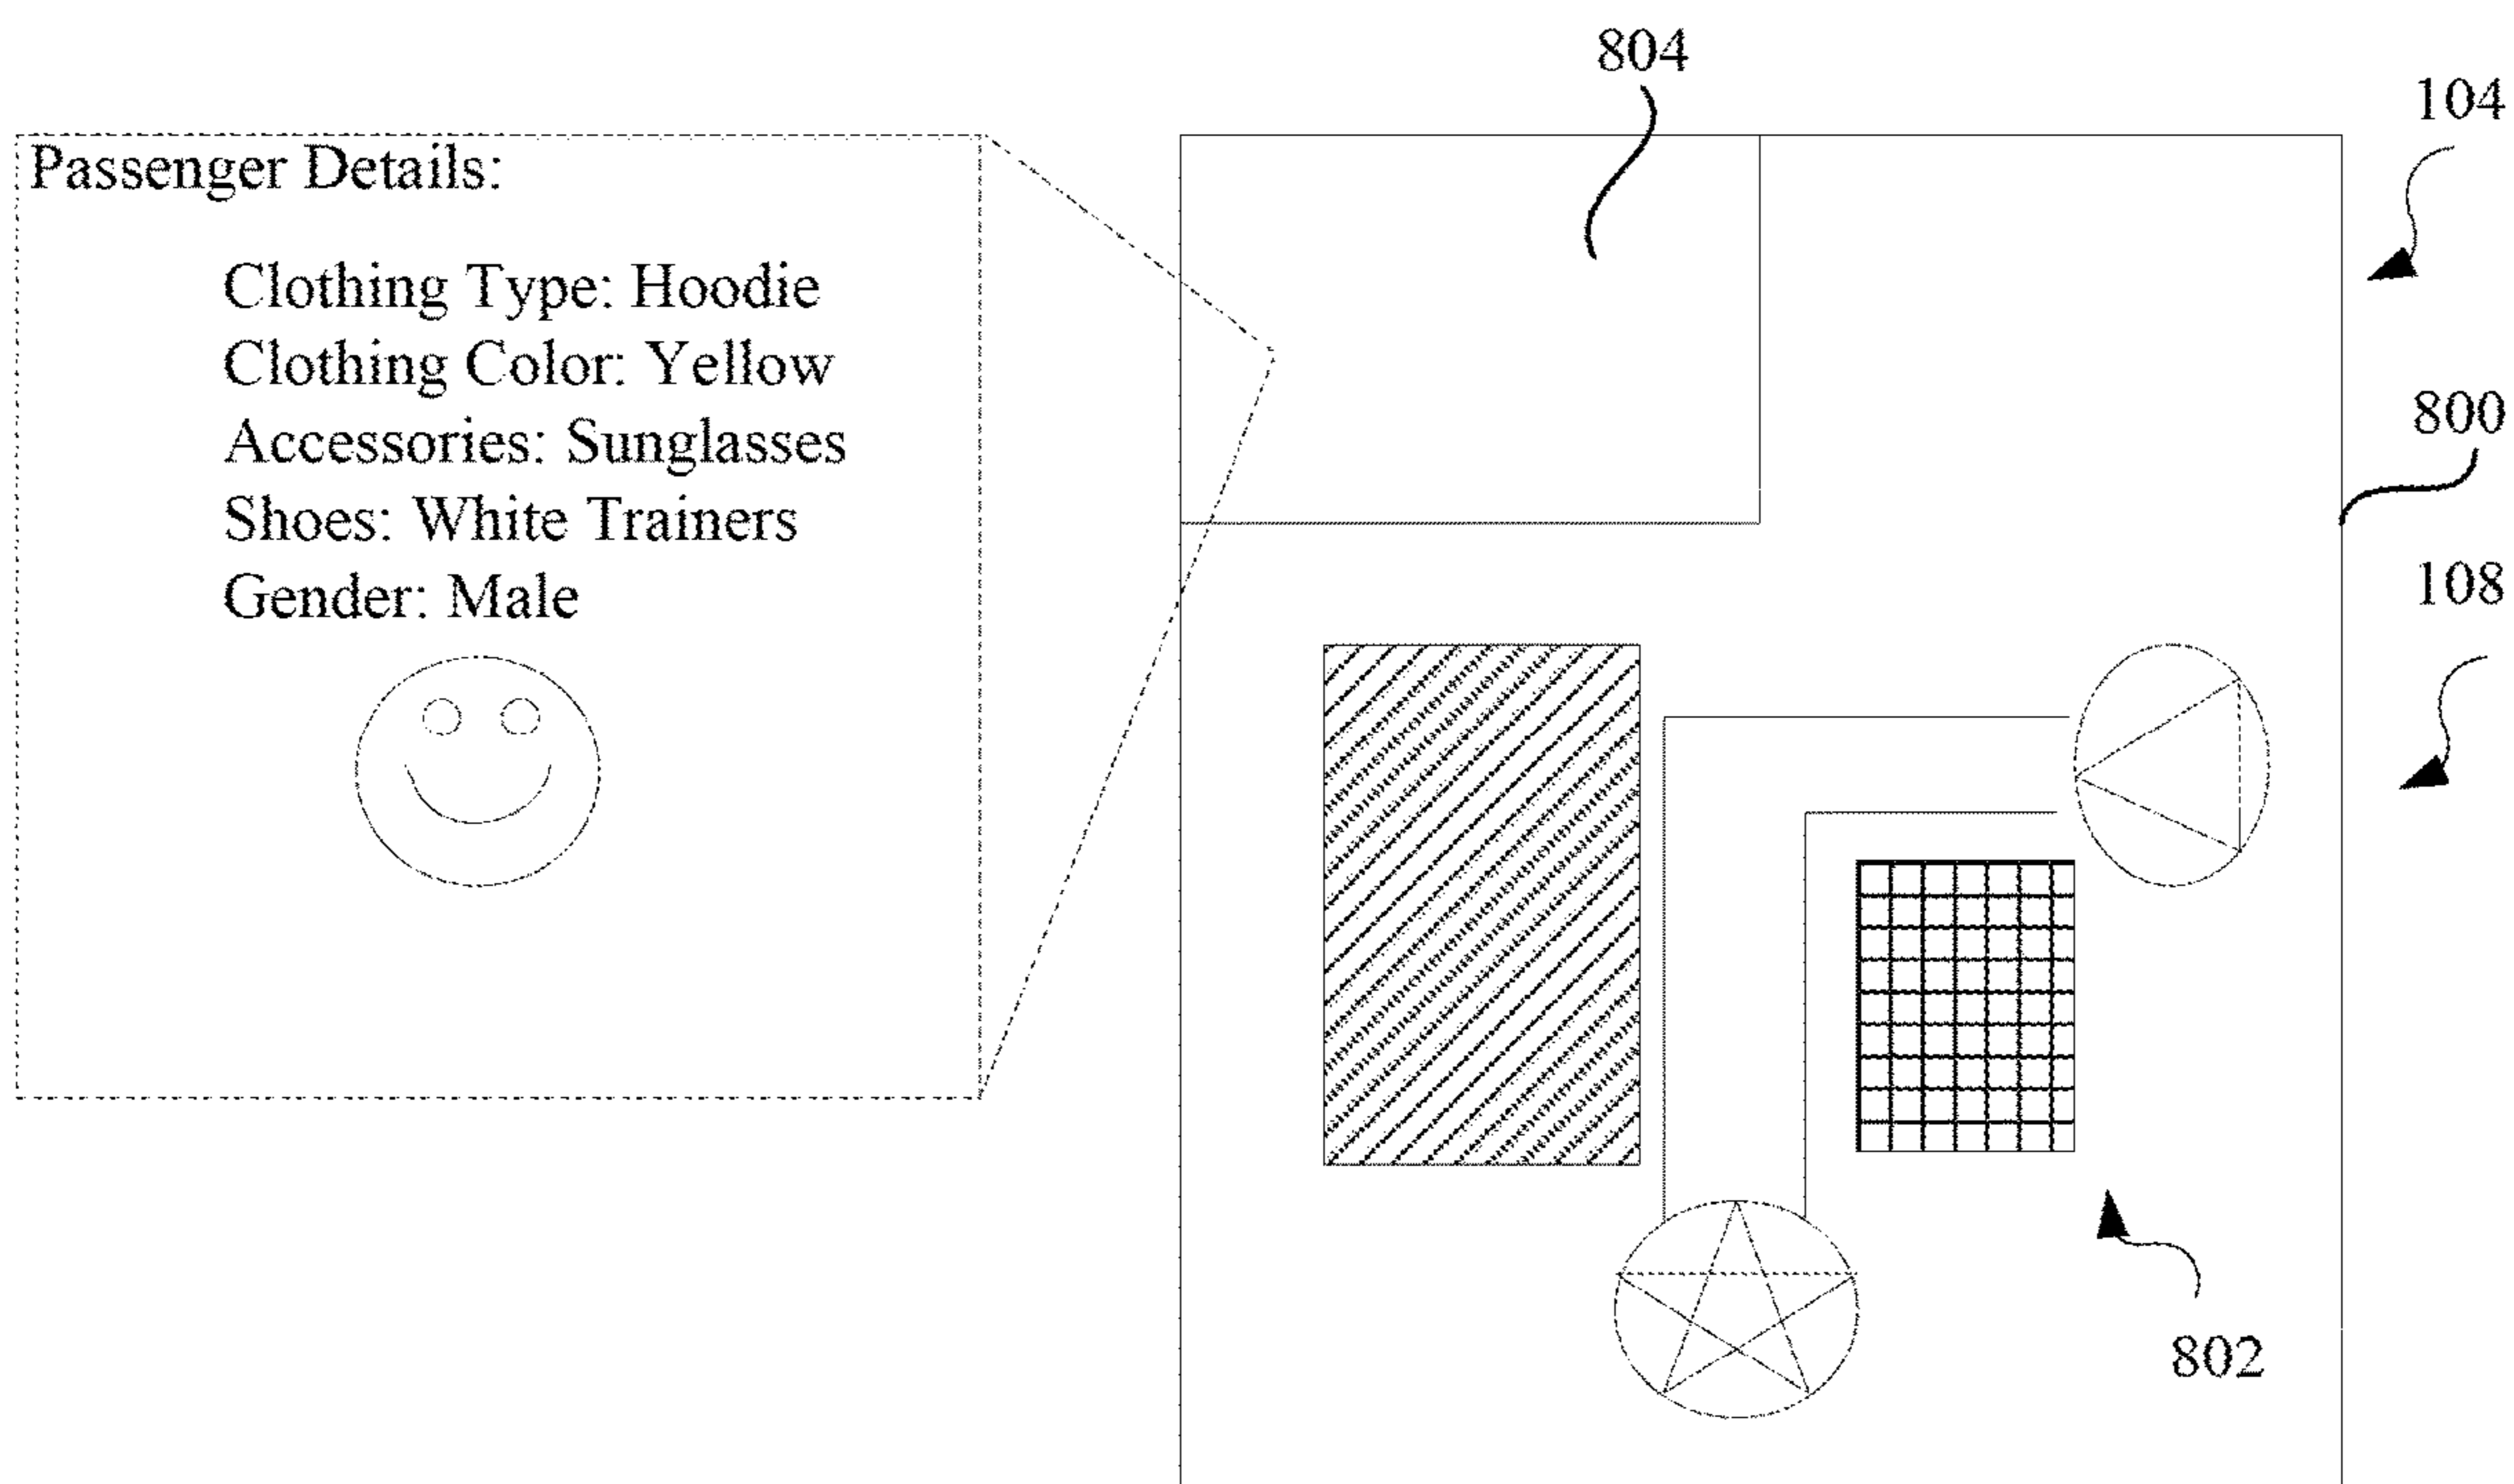 804
104
Passenger Details:
Clothing Type: Hoodie
Clothing Color: Yellow
Accessories: Sunglasses
Shoes: White Trainers
Gender: Male
800
108
802